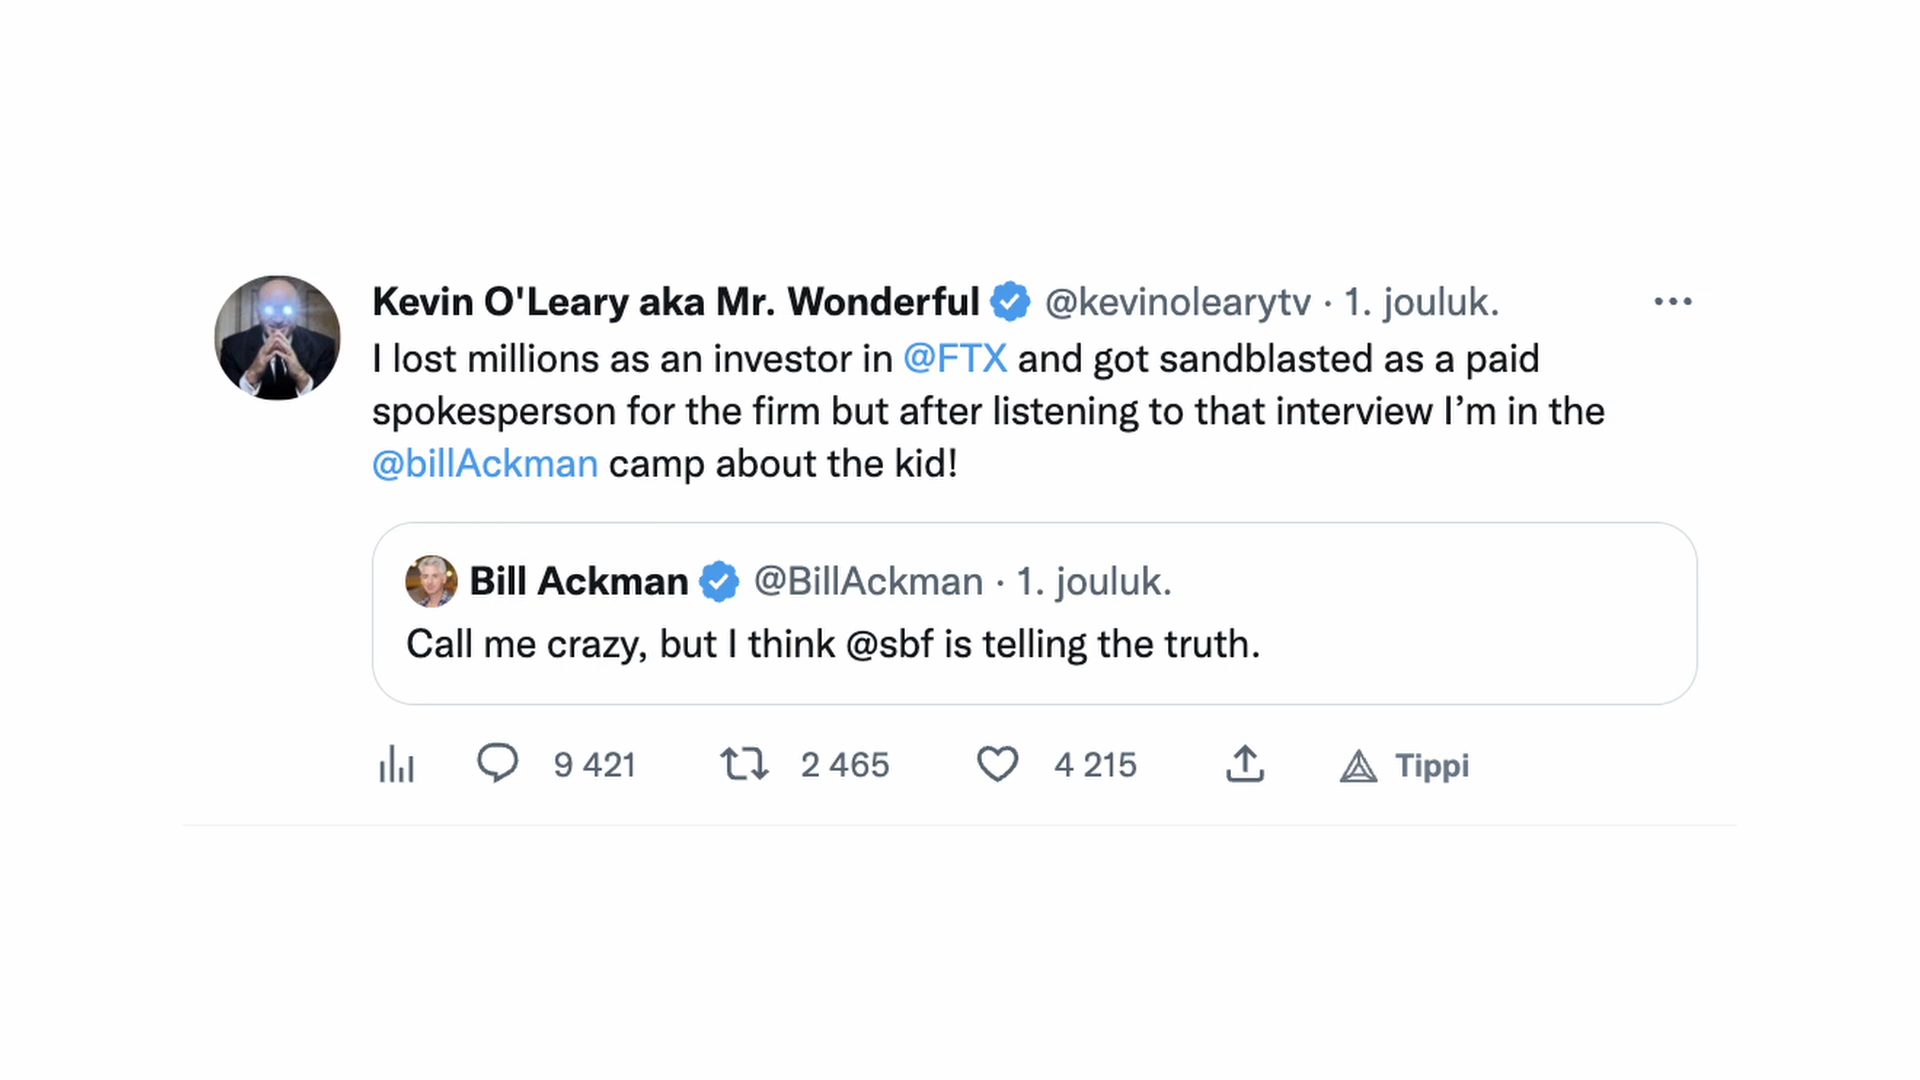 Kevin O'Leary aka Mr. Wonderful @kevinolearytv · 1. jouluk.
I lost millions as an investor in @FTX and got sandblasted as a paid
spokesperson for the firm but after listening to that interview I’m in the
@billAckman camp about the kid!
Bill Ackman @BillAckman · 1. jouluk.
Call me crazy, but I think @sbf is telling the truth.
9 421 2 465 4 215 Tippi